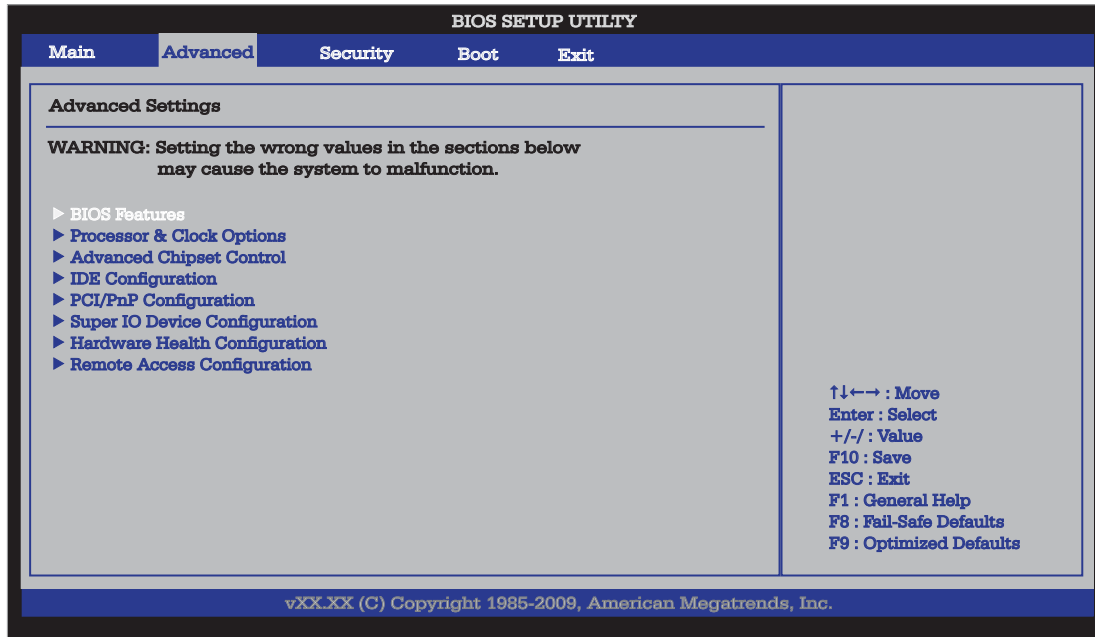 BIOS SETUP UTILTY
Main Advanced Security Boot Exit
Advanced Settings
WARNING: Setting the wrong values in the sections below
may cause the system to malfunction.
▶ BIOS Features
▶ Processor & Clock Options
▶ Advanced Chipset Control
▶ IDE Configuration
▶ PCI/PnP Configuration
▶ Super IO Device Configuration
▶ Hardware Health Configuration
▶ Remote Access Configuration
↑↓←→ : Move
Enter : Select
+/-/ : Value
F10 : Save
ESC : Exit
F1 : General Help
F8 : Fail-Safe Defaults
F9 : Optimized Defaults
vXX.XX (C) Copyright 1985-2009, American Megatrends, Inc.